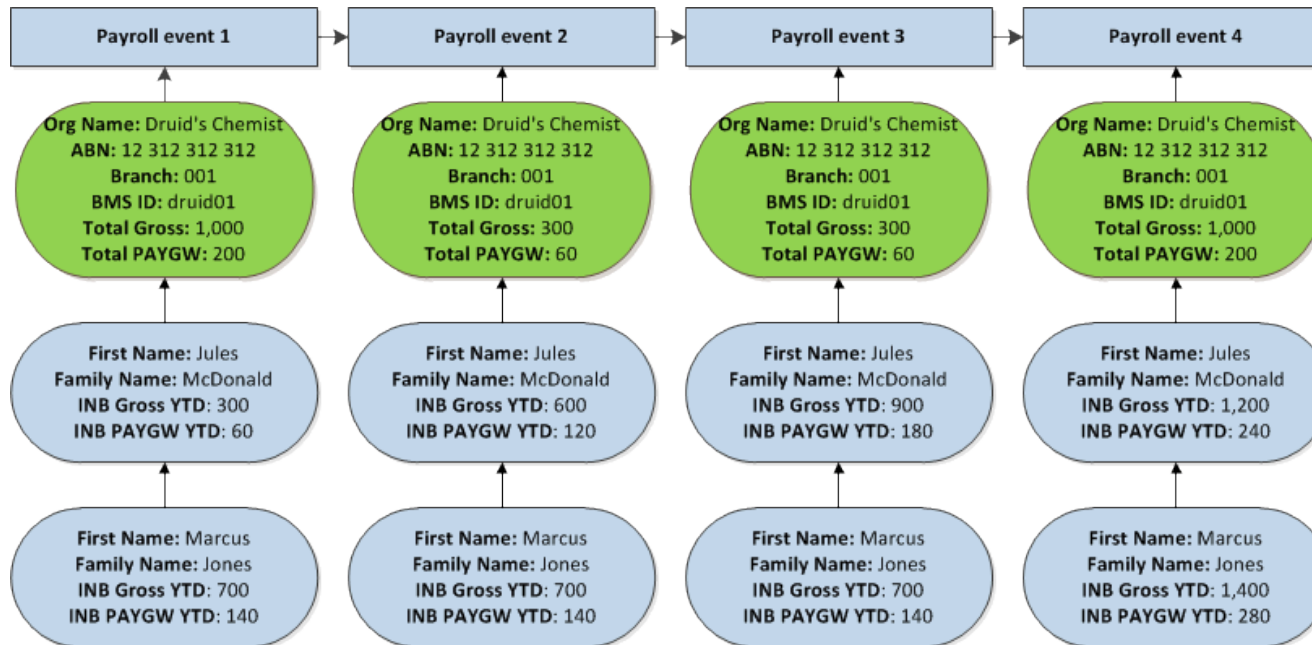 Payroll event 1
Payroll event 2
Payroll event 3
Payroll event 4
Org Name: Druid's Chemist
ABN: 12 312 312 312
Branch: 001
BMS ID: druid01
Total Gross: 1,000
Total PAYGW: 200
Org Name: Druid's Chemist
ABN: 12 312 312 312
Branch: 001
BMS ID: druid01
Total Gross: 300
Total PAYGW: 60
Org Name: Druid's Chemist
ABN: 12 312 312 312
Branch: 001
BMS ID: druid01
Total Gross: 300
Total PAYGW: 60
Org Name: Druid's Chemist
ABN: 12 312 312 312
Branch: 001
BMS ID: druid01
Total Gross: 1,000
Total PAYGW: 200
First Name: Jules
Family Name: McDonald
INB Gross YTD: 300
INB PAYGW YTD: 60
First Name: Jules
Family Name: McDonald
INB Gross YTD: 600
INB PAYGW YTD: 120
First Name: Jules
Family Name: McDonald
INB Gross YTD: 900
INB PAYGW YTD: 180
First Name: Jules
Family Name: McDonald
INB Gross YTD: 1,200
INB PAYGW YTD: 240
First Name: Marcus
Family Name: Jones
INB Gross YTD: 700
INB PAYGW YTD: 140
First Name: Marcus
Family Name: Jones
INB Gross YTD: 700
INB PAYGW YTD: 140
First Name: Marcus
Family Name: Jones
INB Gross YTD: 700
INB PAYGW YTD: 140
First Name: Marcus
Family Name: Jones
INB Gross YTD: 1,400
INB PAYGW YTD: 280